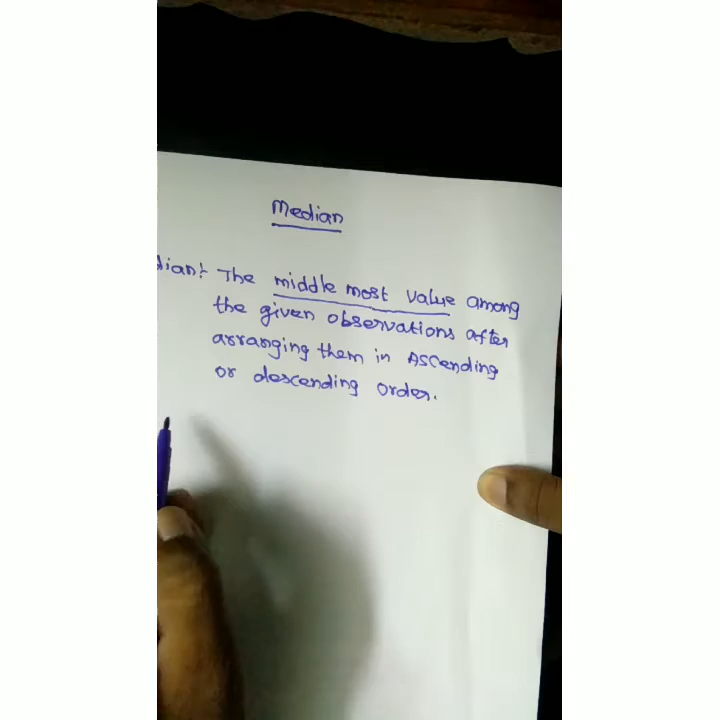 Median
dian: The middle most value among
the given observations after
arranging them in Ascending
or descending order.